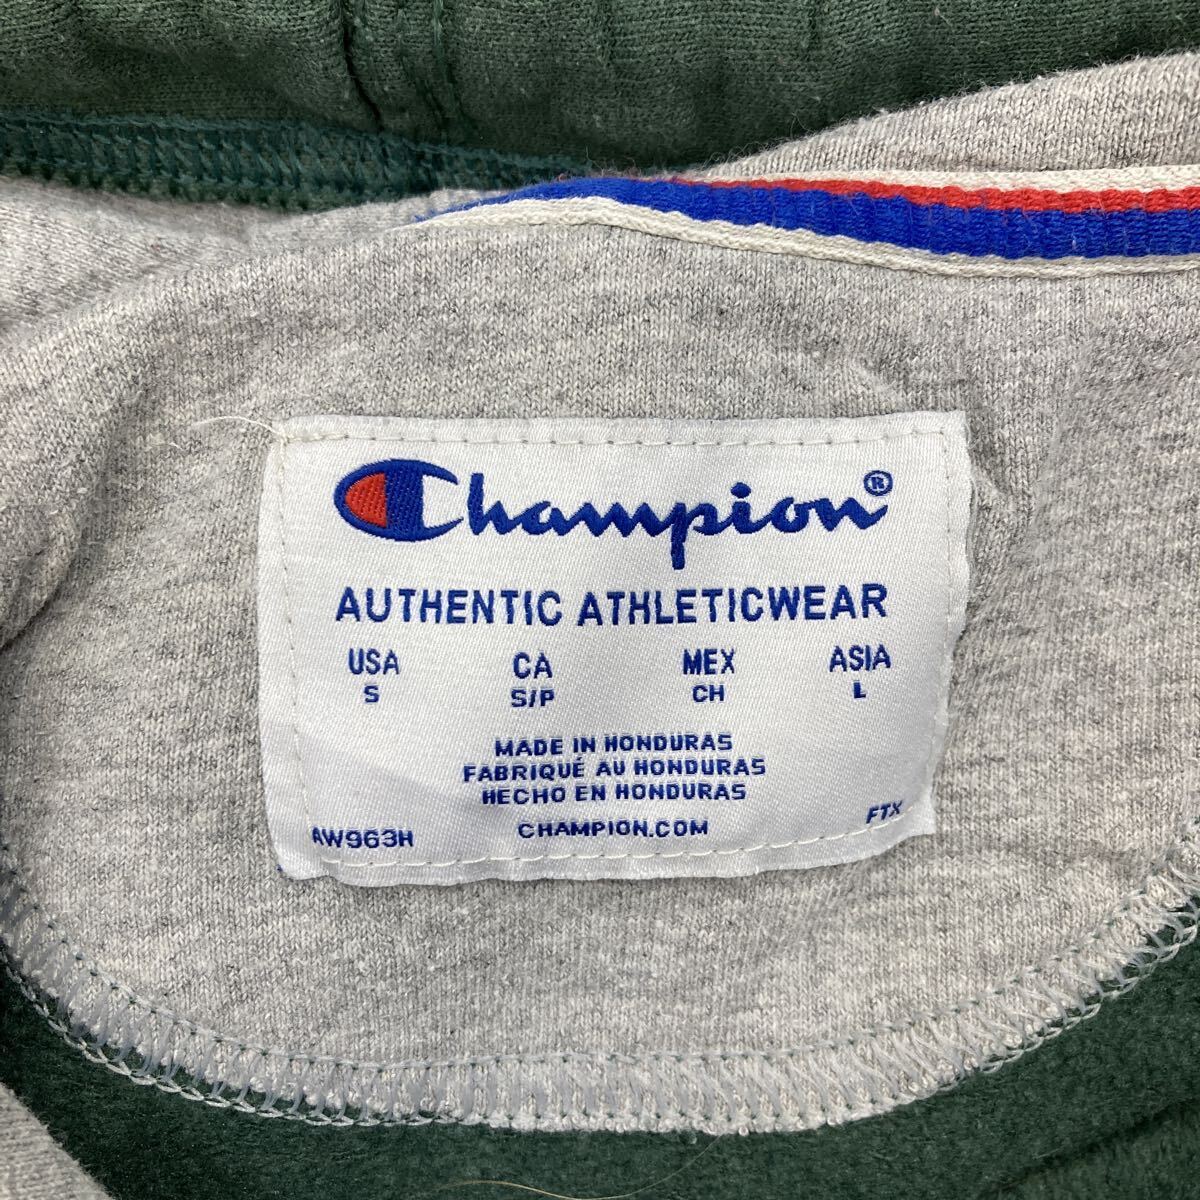 Champion®
AUTHENTIC ATHLETICWEAR
USA CA MEX ASIA
S S/P CH L
MADE IN HONDURAS
FABRIQUÉ AU HONDURAS
HECHO EN HONDURAS
AW963H CHAMPION.COM FTX